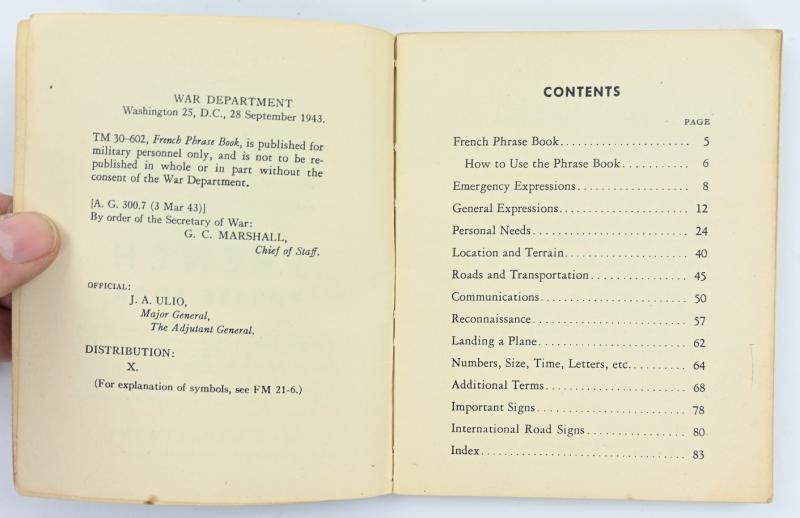 WAR DEPARTMENT
Washington 25, D.C., 28 September 1943.
TM 30-602, French Phrase Book, is published for
military personnel only, and is not to be re-
published in whole or in part without the
consent of the War Department.
[A. G. 300.7 (3 Mar 43)]
By order of the Secretary of War:
G. C. MARSHALL,
Chief of Staff.
OFFICIAL:
J. A. ULIO,
Major General,
The Adjutant General.
DISTRIBUTION:
X.
(For explanation of symbols, see FM 21-6.)
CONTENTS
PAGE
French Phrase Book...................... 5
How to Use the Phrase Book........... 6
Emergency Expressions................... 8
General Expressions...................... 12
Personal Needs.......................... 24
Location and Terrain..................... 40
Roads and Transportation................ 45
Communications......................... 50
Reconnaissance.......................... 57
Landing a Plane......................... 62
Numbers, Size, Time, Letters, etc......... 64
Additional Terms........................ 68
Important Signs......................... 78
International Road Signs................. 80
Index................................... 83